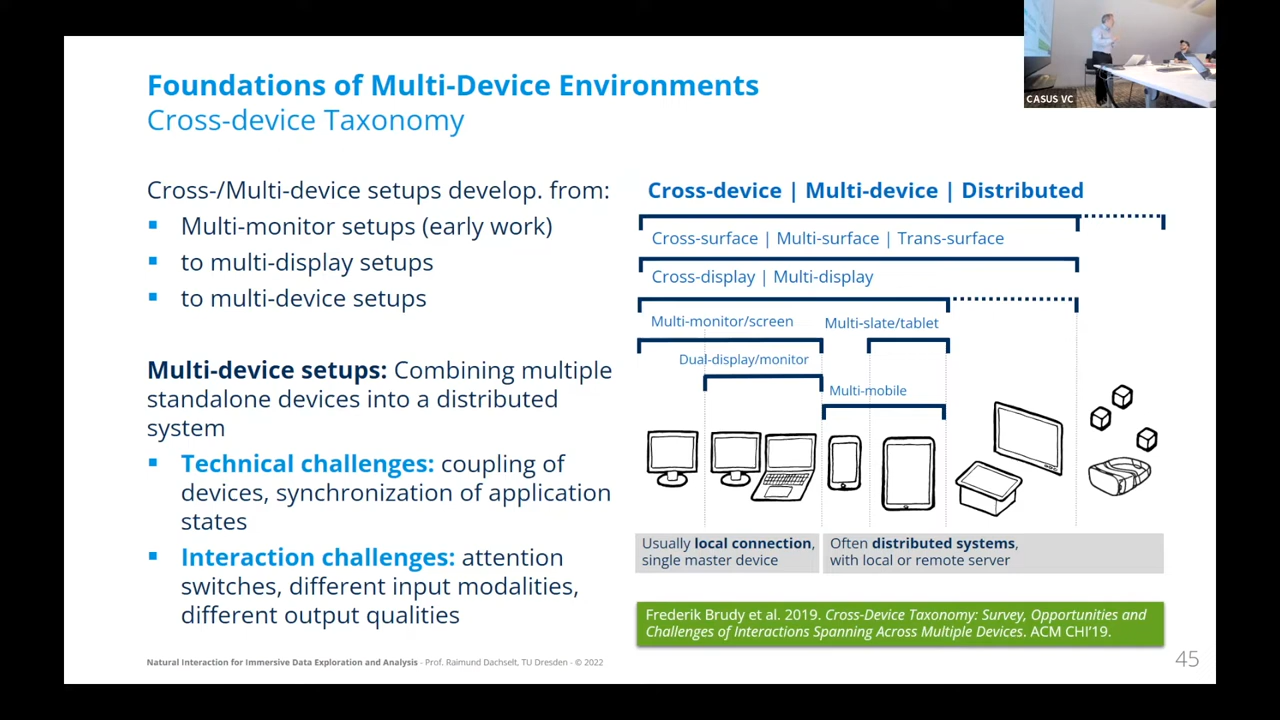 Foundations of Multi-Device Environments
Cross-device Taxonomy
CASUS VC
Cross-/Multi-device setups develop. from:
Multi-monitor setups (early work)
to multi-display setups
to multi-device setups
Multi-device setups: Combining multiple
standalone devices into a distributed
system
Technical challenges: coupling of
devices, synchronization of application
states
Interaction challenges: attention
switches, different input modalities,
different output qualities
Cross-device | Multi-device | Distributed
Cross-surface | Multi-surface | Trans-surface
Cross-display | Multi-display
Multi-monitor/screen
Multi-slate/tablet
Dual-display/monitor
Multi-mobile
Usually local connection,
single master device
Often distributed systems,
with local or remote server
Frederik Brudy et al. 2019. Cross-Device Taxonomy: Survey, Opportunities and
Challenges of Interactions Spanning Across Multiple Devices. ACM CHI'19.
Natural Interaction for Immersive Data Exploration and Analysis - Prof. Raimund Dachselt, TU Dresden - © 2022
45